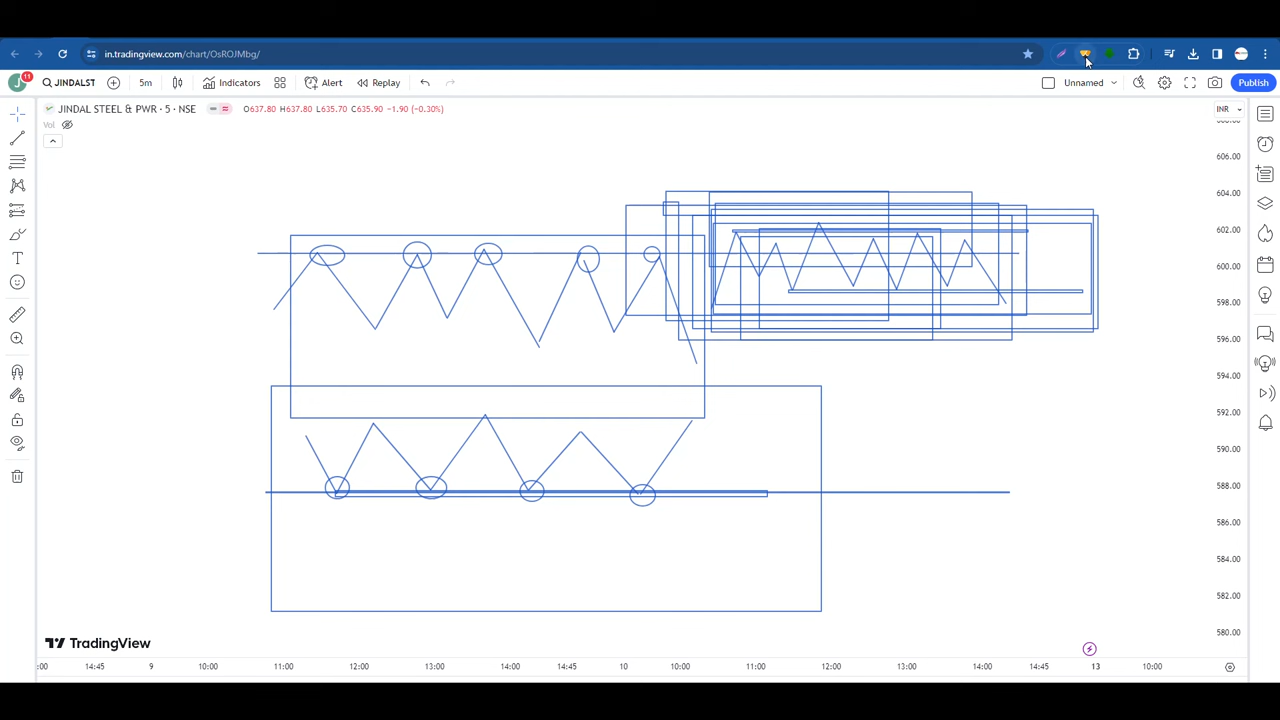 in.tradingview.com/chart/OsROJMbg/
J 11 JINDALST 5m Indicators Alert Replay Unnamed Publish
JINDAL STEEL & PWR · 5 · NSE O637.80 H637.80 L635.70 C635.90 −1.90 (−0.30%) INR
Vol
606.00
604.00
602.00
600.00
598.00
596.00
594.00
592.00
590.00
588.00
586.00
584.00
582.00
580.00
TradingView
:00 14:45 9 10:00 11:00 12:00 13:00 14:00 14:45 10 10:00 11:00 12:00 13:00 14:00 14:45 13 10:00